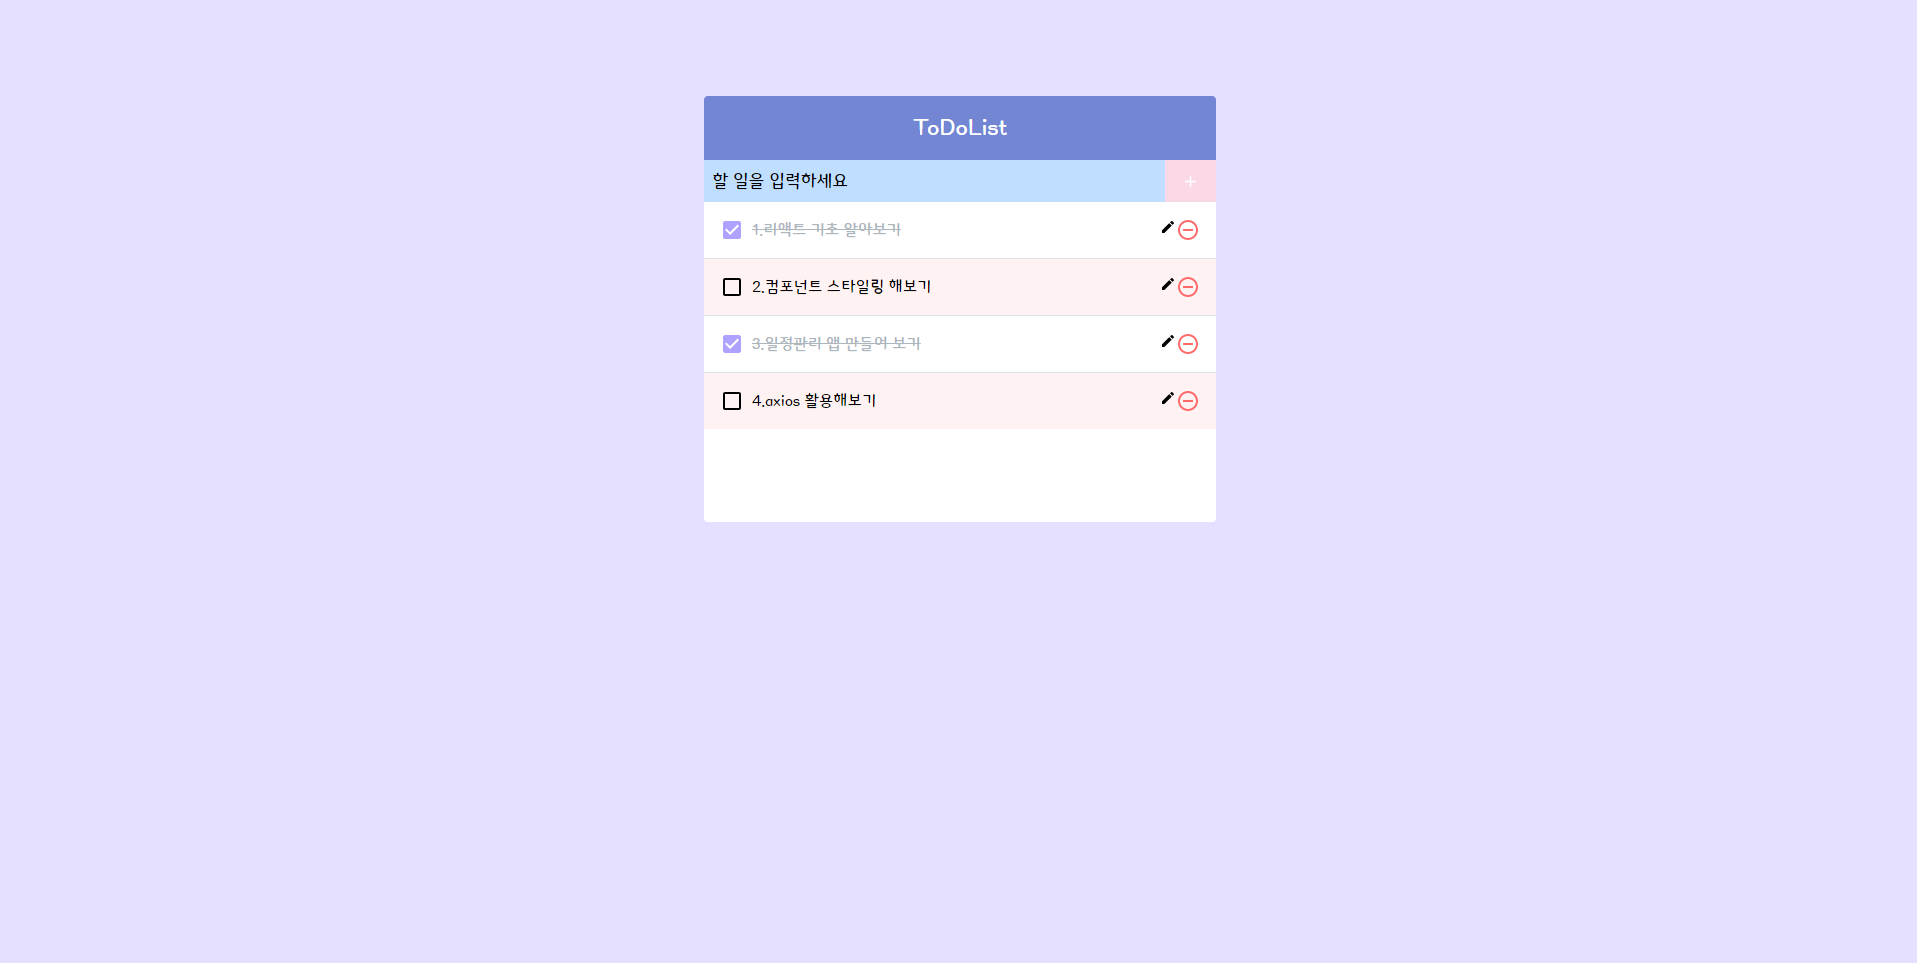 ToDoList
할 일을 입력하세요
+
1.리액트 기초 알아보기
2.컴포넌트 스타일링 해보기
3.일정관리 앱 만들어 보기
4.axios 활용해보기